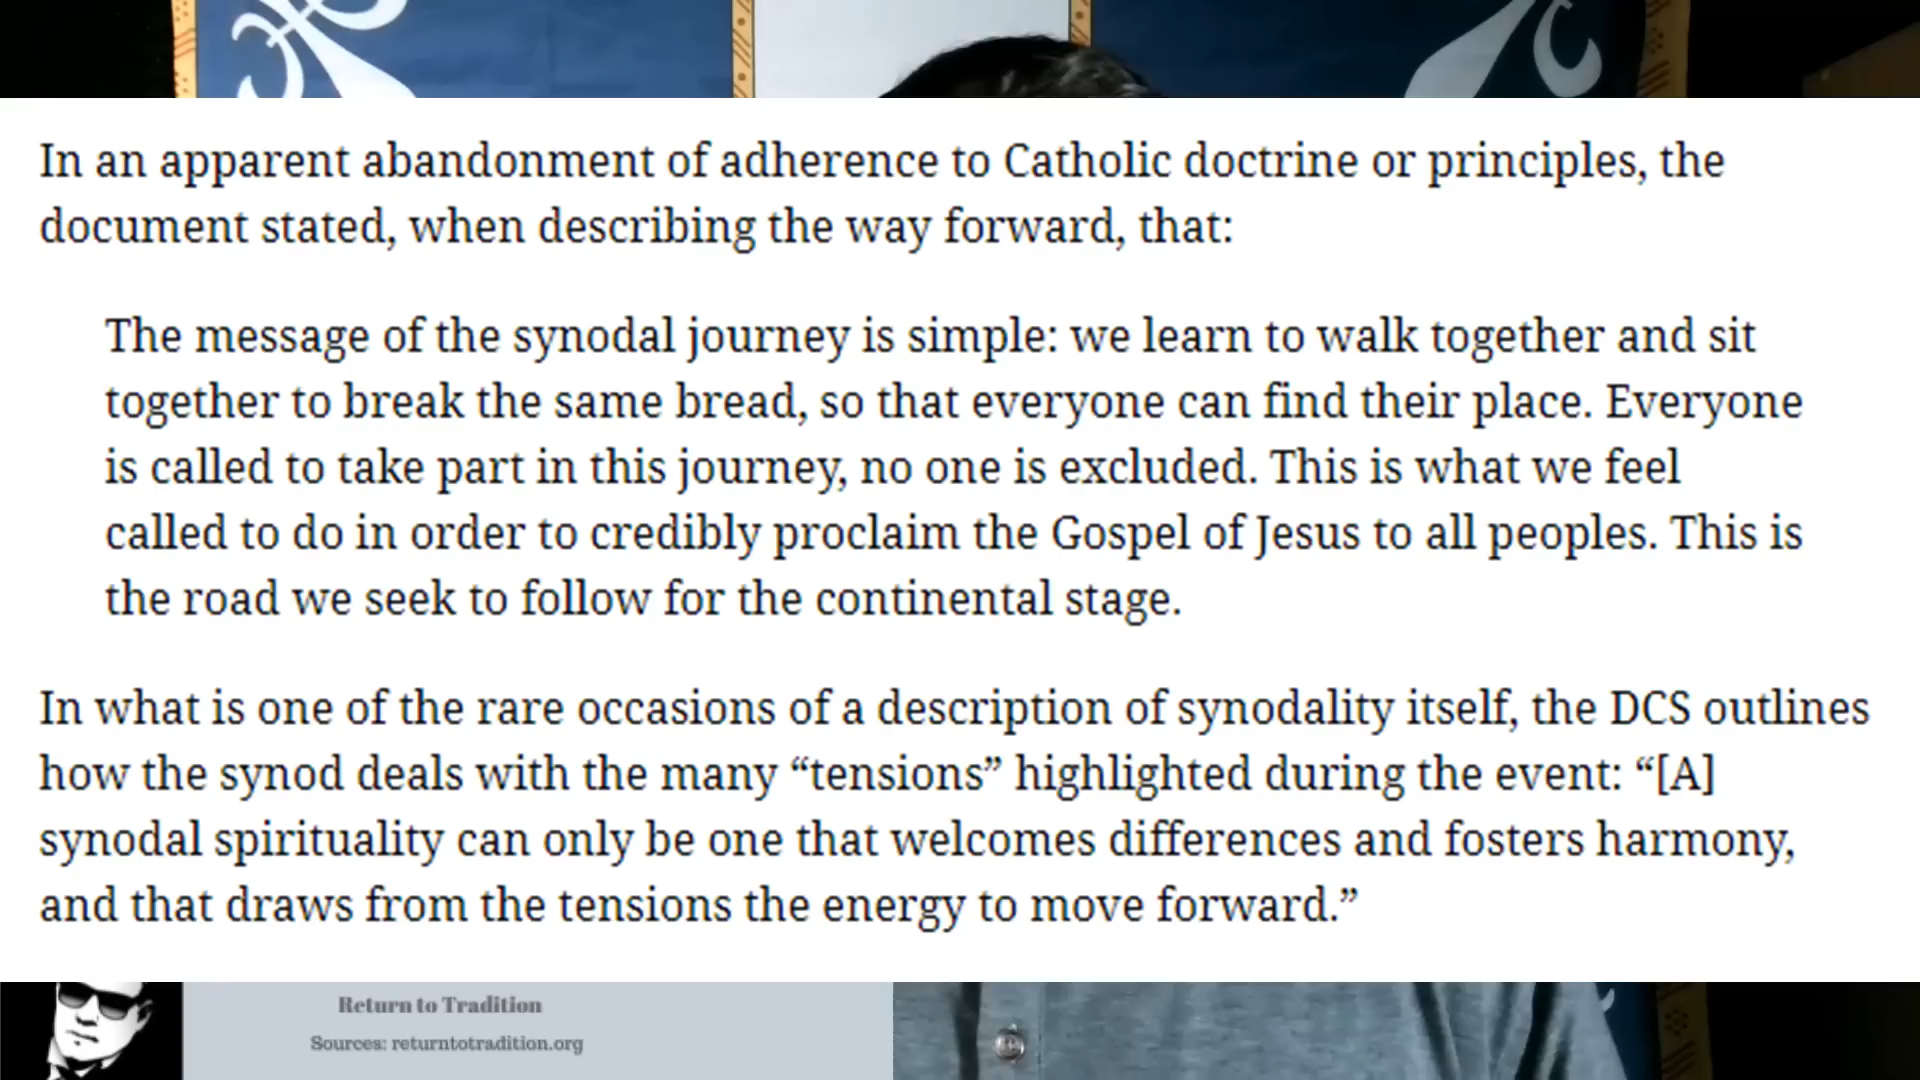 In an apparent abandonment of adherence to Catholic doctrine or principles, the
document stated, when describing the way forward, that:
The message of the synodal journey is simple: we learn to walk together and sit
together to break the same bread, so that everyone can find their place. Everyone
is called to take part in this journey, no one is excluded. This is what we feel
called to do in order to credibly proclaim the Gospel of Jesus to all peoples. This is
the road we seek to follow for the continental stage.
In what is one of the rare occasions of a description of synodality itself, the DCS outlines
how the synod deals with the many “tensions” highlighted during the event: “[A]
synodal spirituality can only be one that welcomes differences and fosters harmony,
and that draws from the tensions the energy to move forward.”
Return to Tradition
Sources: returntotradition.org